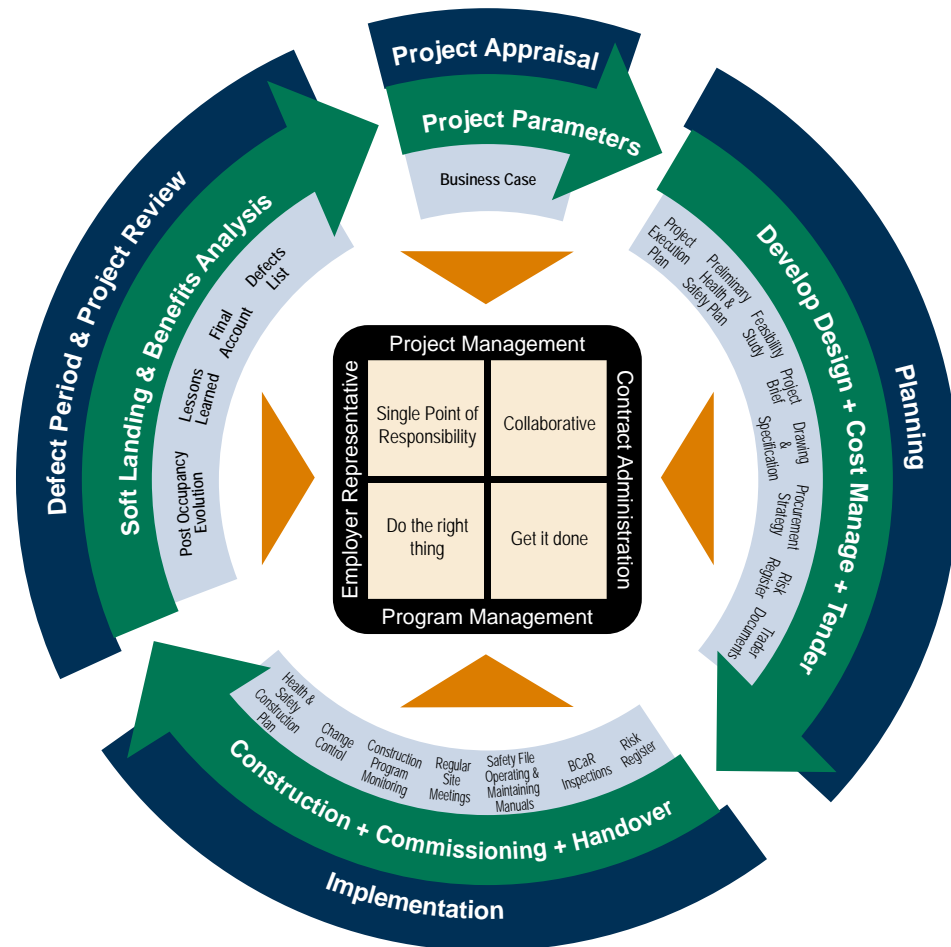 Project Appraisal
Project Parameters
Business Case
Planning
Develop Design + Cost Manage + Tender
Project
Execution
Plan
Preliminary
Health &
Safety Plan
Feasibility
Study
Project
Brief
Drawing
&
Specification
Procurement
Strategy
Risk
Register
Trader
Documents
Implementation
Construction + Commissioning + Handover
Risk
Register
BCaR
Inspections
Safety File
Operating &
Maintaining
Manuals
Regular
Site
Meetings
Construction
Program
Monitoring
Change
Control
Health &
Safety
Construction
Plan
Defect Period & Project Review
Soft Landing & Benefits Analysis
Post Occupancy
Evolution
Lessons
Learned
Final
Account
Defects
List
Project Management
Employer Representative
Contract Administration
Program Management
Single Point of
Responsibility
Collaborative
Do the right
thing
Get it done